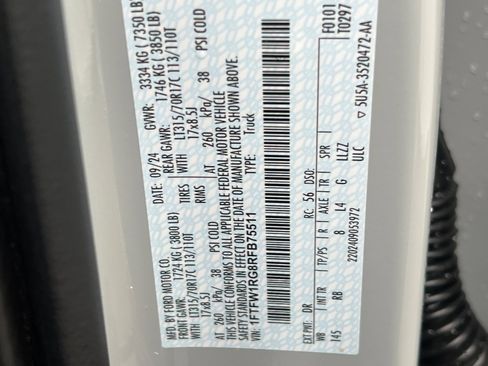 MFD. BY FORD MOTOR CO.
DATE: 09/24 GVWR: 3334 KG ( 7350 LB)
FRONT GAWR: 1724 KG ( 3800 LB) REAR GAWR: 1746 KG ( 3850 LB)
LT315/70R17C 113/110T TIRES WITH LT315/70R17C 113/110T
17x8.5J RIMS 17x8.5J
AT 260 kPa/ 38 PSI COLD AT 260 kPa/ 38 PSI COLD
THIS VEHICLE CONFORMS TO ALL APPLICABLE FEDERAL MOTOR VEHICLE
SAFETY STANDARDS IN EFFECT ON THE DATE OF MANUFACTURE SHOWN ABOVE.
VIN: 1FTFW1RG8RFB75511
TYPE: Truck
F0101
T0297
EXT PNT: DR RC: 56 DSO:
WB INT TR TP/PS R AXLE TR SPR
145 RB 8 L4 G LLZZ
2202409053972 ULC
5U5A-3520472-AA